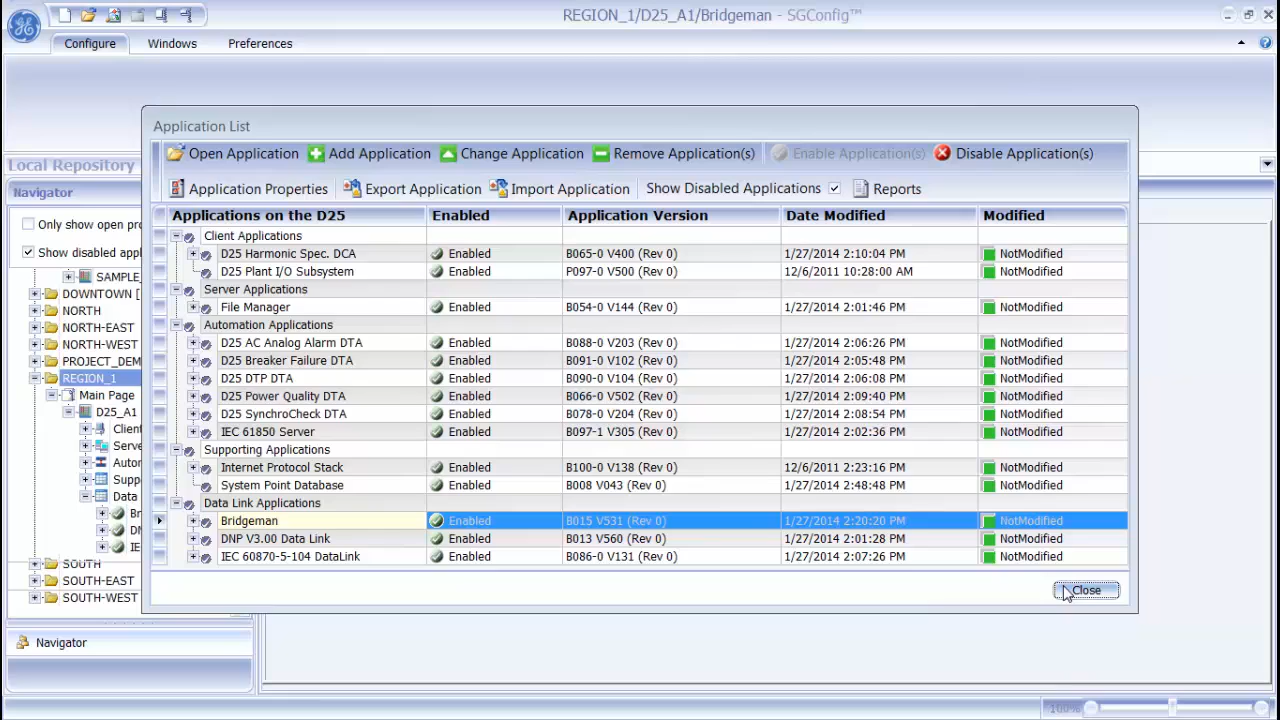 REGION_1/D25_A1/Bridgeman - SGConfig™
Configure Windows Preferences
Local Repository
Navigator
Only show open pr
Show disabled appl
SAMPLE_
DOWNTOWN [
NORTH
NORTH-EAST
NORTH-WEST
PROJECT_DEM
REGION_1
Main Page
D25_A1
Client
Serve
Auton
Supp
Data
Br
DN
IE
SOUTH
SOUTH-EAST
SOUTH-WEST
Navigator
Application List
Open Application Add Application Change Application Remove Application(s) Enable Application(s) Disable Application(s)
Application Properties Export Application Import Application Show Disabled Applications Reports
Applications on the D25 Enabled Application Version Date Modified Modified
Client Applications
D25 Harmonic Spec. DCA Enabled B065-0 V400 (Rev 0) 1/27/2014 2:10:04 PM NotModified
D25 Plant I/O Subsystem Enabled P097-0 V500 (Rev 0) 12/6/2011 10:28:00 AM NotModified
Server Applications
File Manager Enabled B003-0 V144 (Rev 0) 1/27/2014 2:01:46 PM NotModified
Automation Applications
D25 AC Analog Alarm DTA Enabled B088-0 V203 (Rev 0) 1/27/2014 2:06:26 PM NotModified
D25 Breaker Failure DTA Enabled B091-0 V102 (Rev 0) 1/27/2014 2:05:48 PM NotModified
D25 DTP DTA Enabled B090-0 V104 (Rev 0) 1/27/2014 2:06:08 PM NotModified
D25 Power Quality DTA Enabled B066-0 V502 (Rev 0) 1/27/2014 2:09:40 PM NotModified
D25 SynchroCheck DTA Enabled B078-0 V204 (Rev 0) 1/27/2014 2:08:54 PM NotModified
IEC 61850 Server Enabled B097-1 V305 (Rev 0) 1/27/2014 2:02:36 PM NotModified
Supporting Applications
Internet Protocol Stack Enabled B100-0 V138 (Rev 0) 12/6/2011 2:23:16 PM NotModified
System Point Database Enabled B008 V043 (Rev 0) 1/27/2014 2:48:48 PM NotModified
Data Link Applications
Bridgeman Enabled B015 V531 (Rev 0) 1/27/2014 2:20:20 PM NotModified
DNP V3.00 Data Link Enabled B013 V560 (Rev 0) 1/27/2014 2:01:28 PM NotModified
IEC 60870-5-104 DataLink Enabled B086-0 V131 (Rev 0) 1/27/2014 2:07:26 PM NotModified
Close
100%